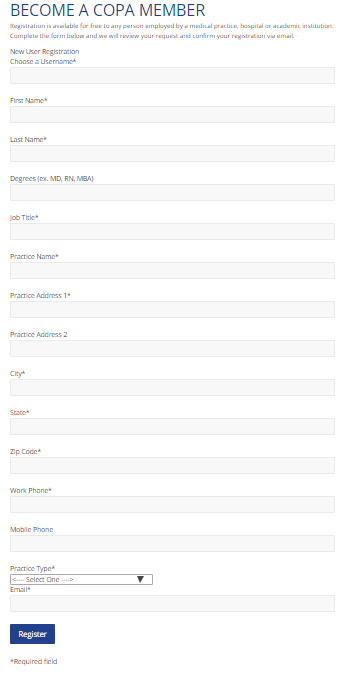 BECOME A COPA MEMBER
Registration is available for free to any person employed by a medical practice, hospital or academic institution.
Complete the form below and we will review your request and confirm your registration via email.
New User Registration
Choose a Username*
First Name*
Last Name*
Degrees (ex. MD, RN, MBA)
Job Title*
Practice Name*
Practice Address 1*
Practice Address 2
City*
State*
Zip Code*
Work Phone*
Mobile Phone
Practice Type*
<---- Select One ---->
Email*
Register
*Required field